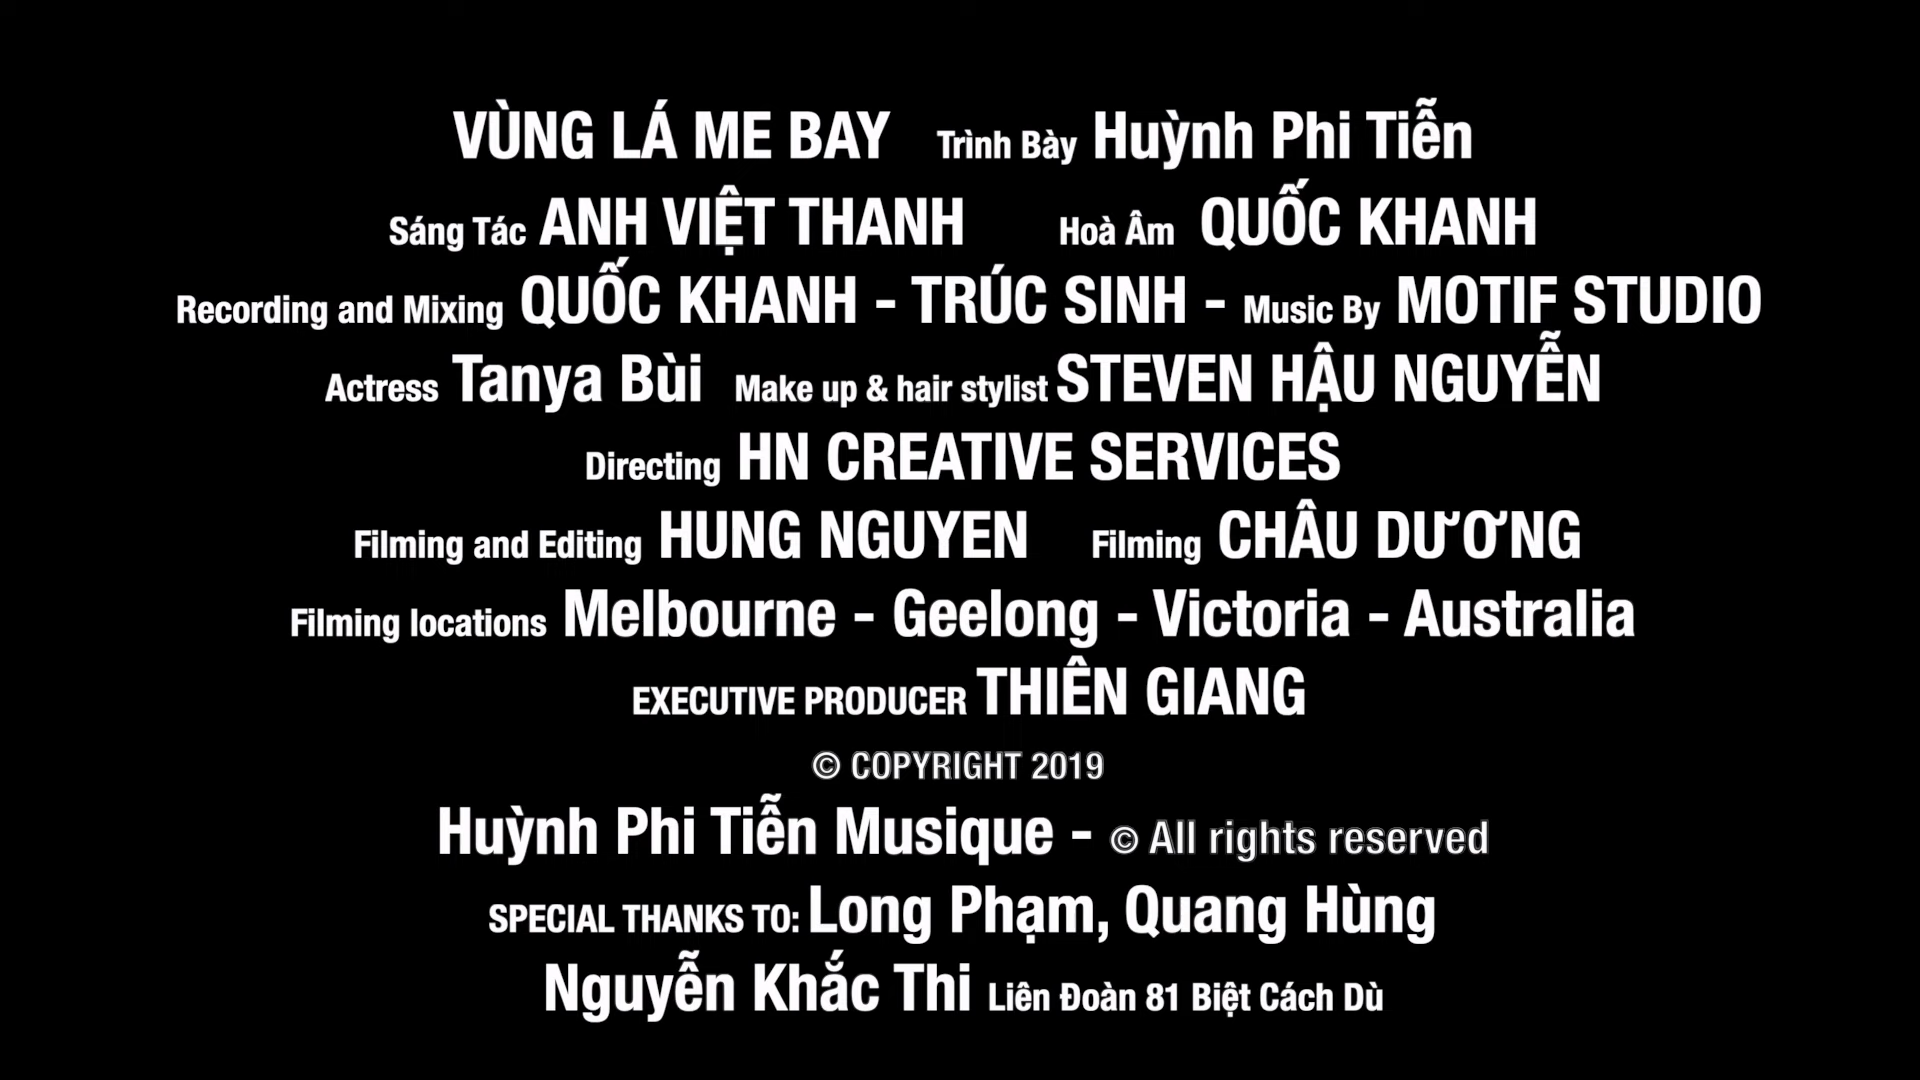 VÙNG LÁ ME BAY Trình Bày Huỳnh Phi Tiễn
Sáng Tác ANH VIỆT THANH Hoà Âm QUỐC KHANH
Recording and Mixing QUỐC KHANH - TRÚC SINH - Music By MOTIF STUDIO
Actress Tanya Bùi Make up & hair stylist STEVEN HẬU NGUYỄN
Directing HN CREATIVE SERVICES
Filming and Editing HUNG NGUYEN Filming CHÂU DƯƠNG
Filming locations Melbourne - Geelong - Victoria - Australia
EXECUTIVE PRODUCER THIÊN GIANG
© COPYRIGHT 2019
Huỳnh Phi Tiễn Musique - © All rights reserved
SPECIAL THANKS TO: Long Phạm, Quang Hùng
Nguyễn Khắc Thi Liên Đoàn 81 Biệt Cách Dù